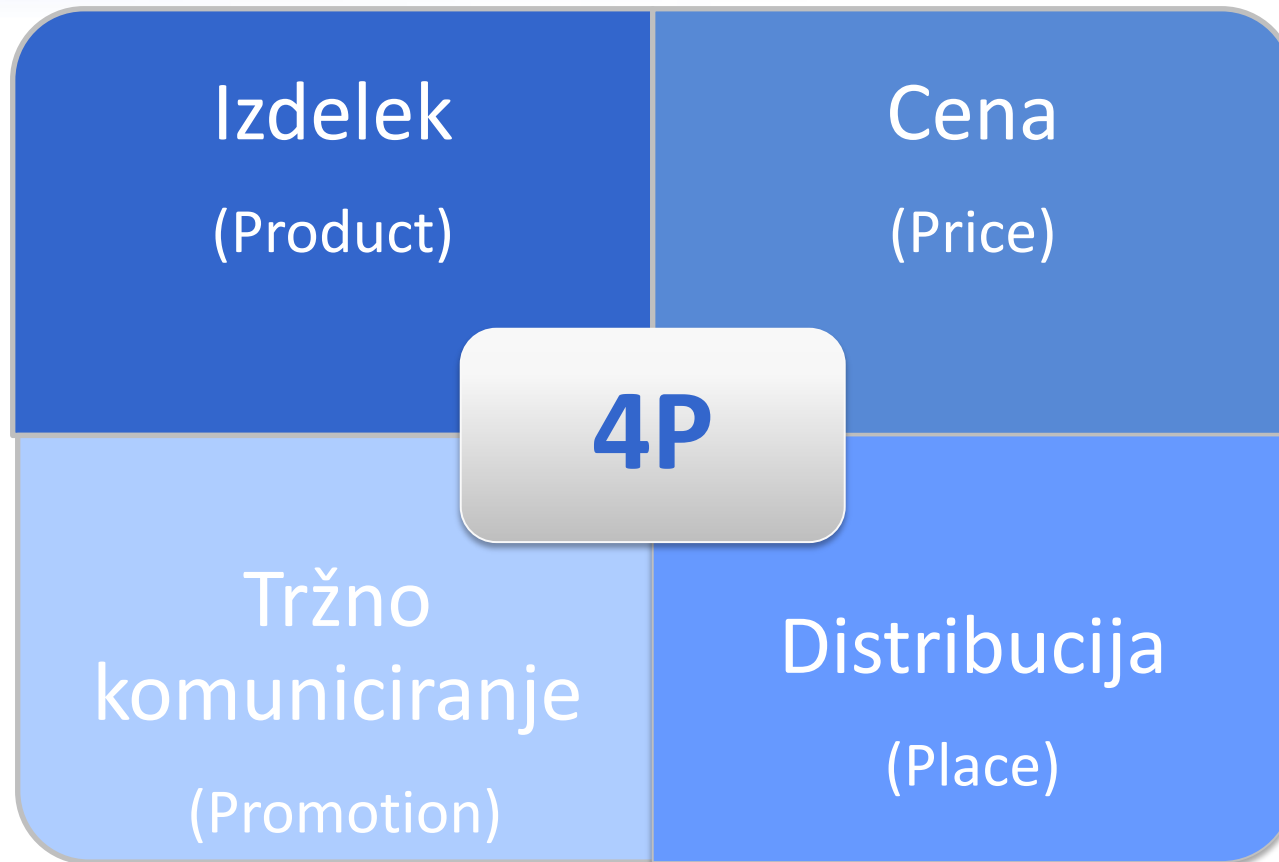 Izdelek
(Product)
Cena
(Price)
4P
Tržno
komuniciranje
(Promotion)
Distribucija
(Place)